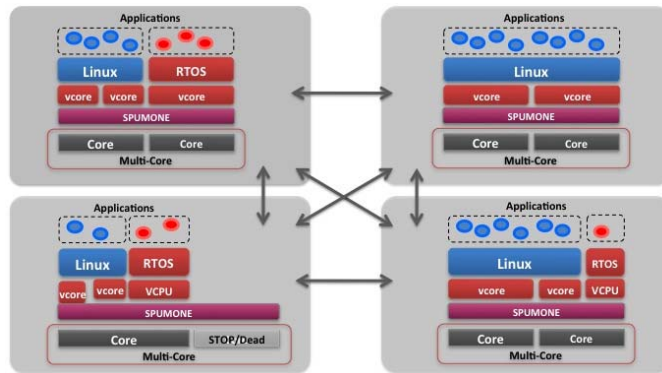 Applications
Linux RTOS
vcore vcore vcore
SPUMONE
Core Core
Multi-Core
Applications
Linux
vcore vcore
SPUMONE
Core Core
Multi-Core
Applications
Linux RTOS
vcore vcore VCPU
SPUMONE
Core STOP/Dead
Multi-Core
Applications
Linux RTOS
vcore vcore VCPU
SPUMONE
Core Core
Multi-Core